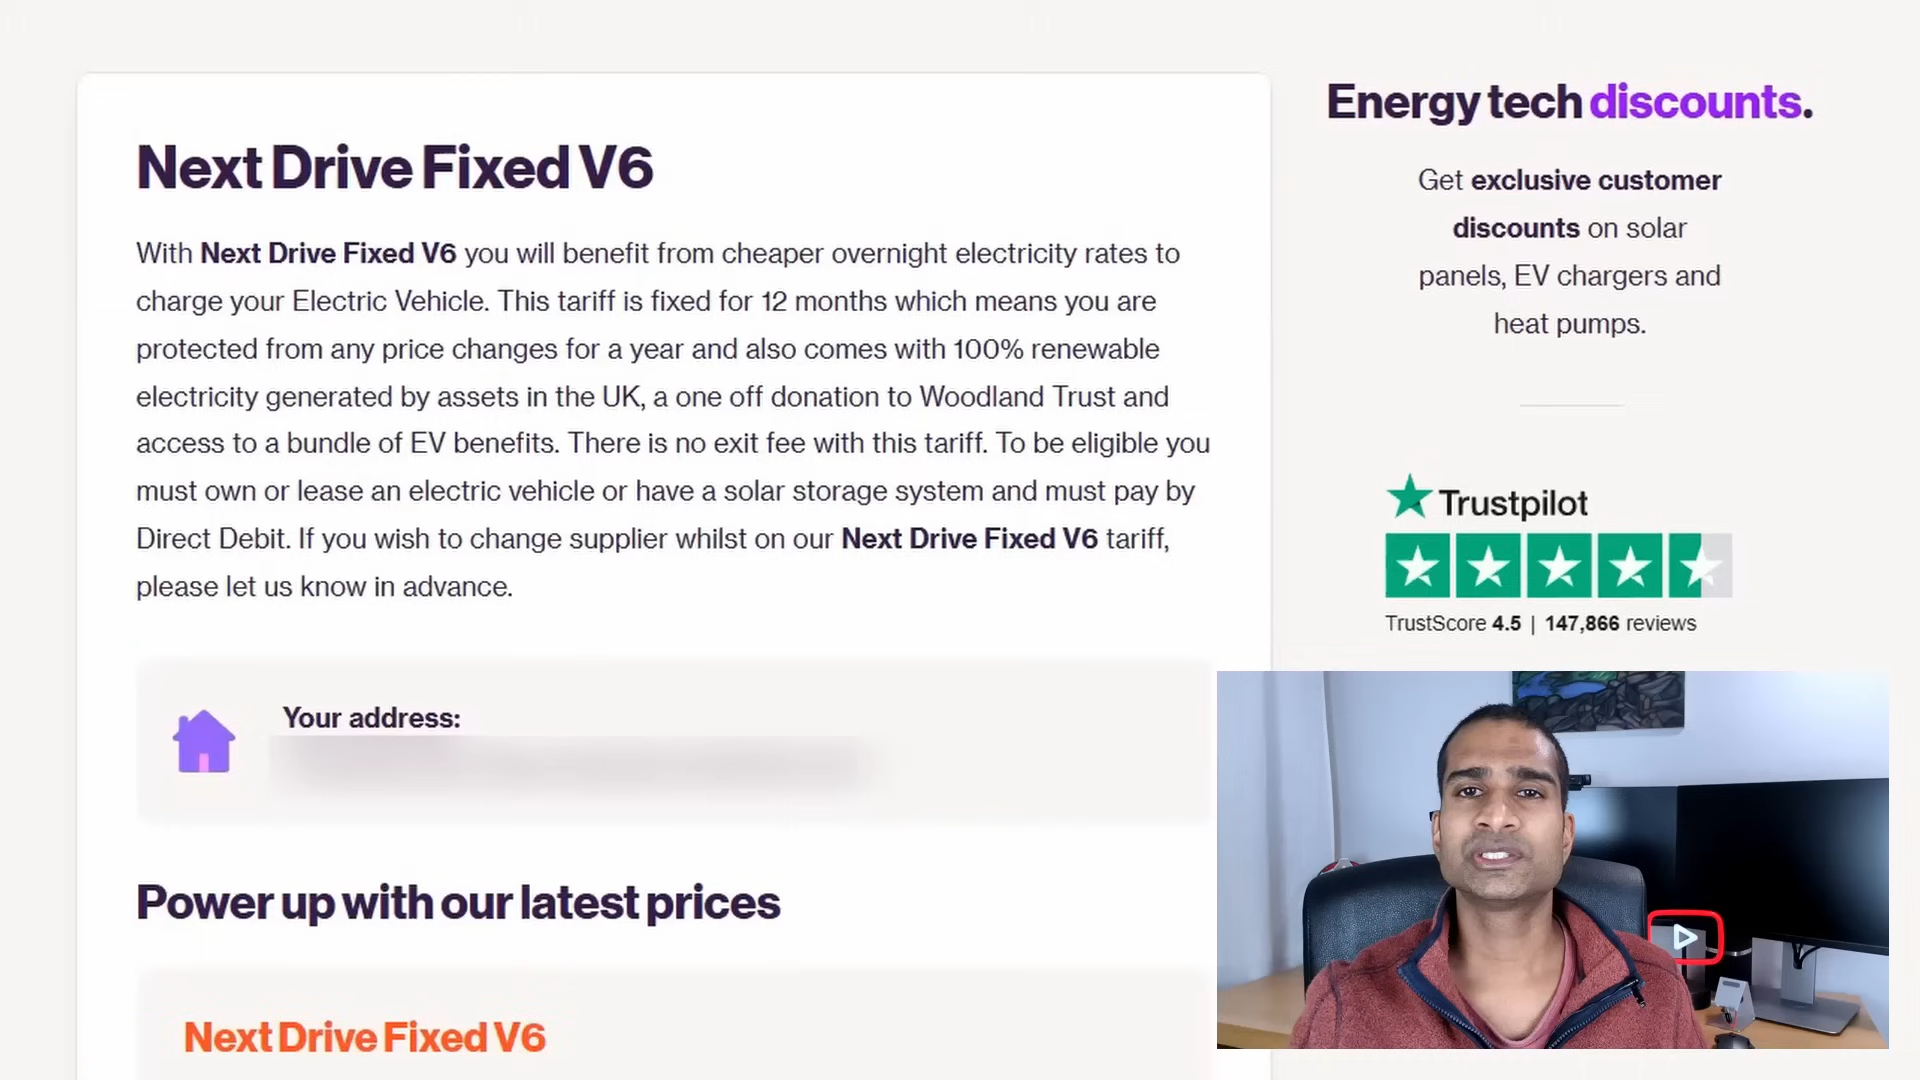 Next Drive Fixed V6
With Next Drive Fixed V6 you will benefit from cheaper overnight electricity rates to
charge your Electric Vehicle. This tariff is fixed for 12 months which means you are
protected from any price changes for a year and also comes with 100% renewable
electricity generated by assets in the UK, a one off donation to Woodland Trust and
access to a bundle of EV benefits. There is no exit fee with this tariff. To be eligible you
must own or lease an electric vehicle or have a solar storage system and must pay by
Direct Debit. If you wish to change supplier whilst on our Next Drive Fixed V6 tariff,
please let us know in advance.
Your address:
Power up with our latest prices
Next Drive Fixed V6
Energy tech discounts.
Get exclusive customer
discounts on solar
panels, EV chargers and
heat pumps.
Trustpilot
TrustScore 4.5 | 147,866 reviews